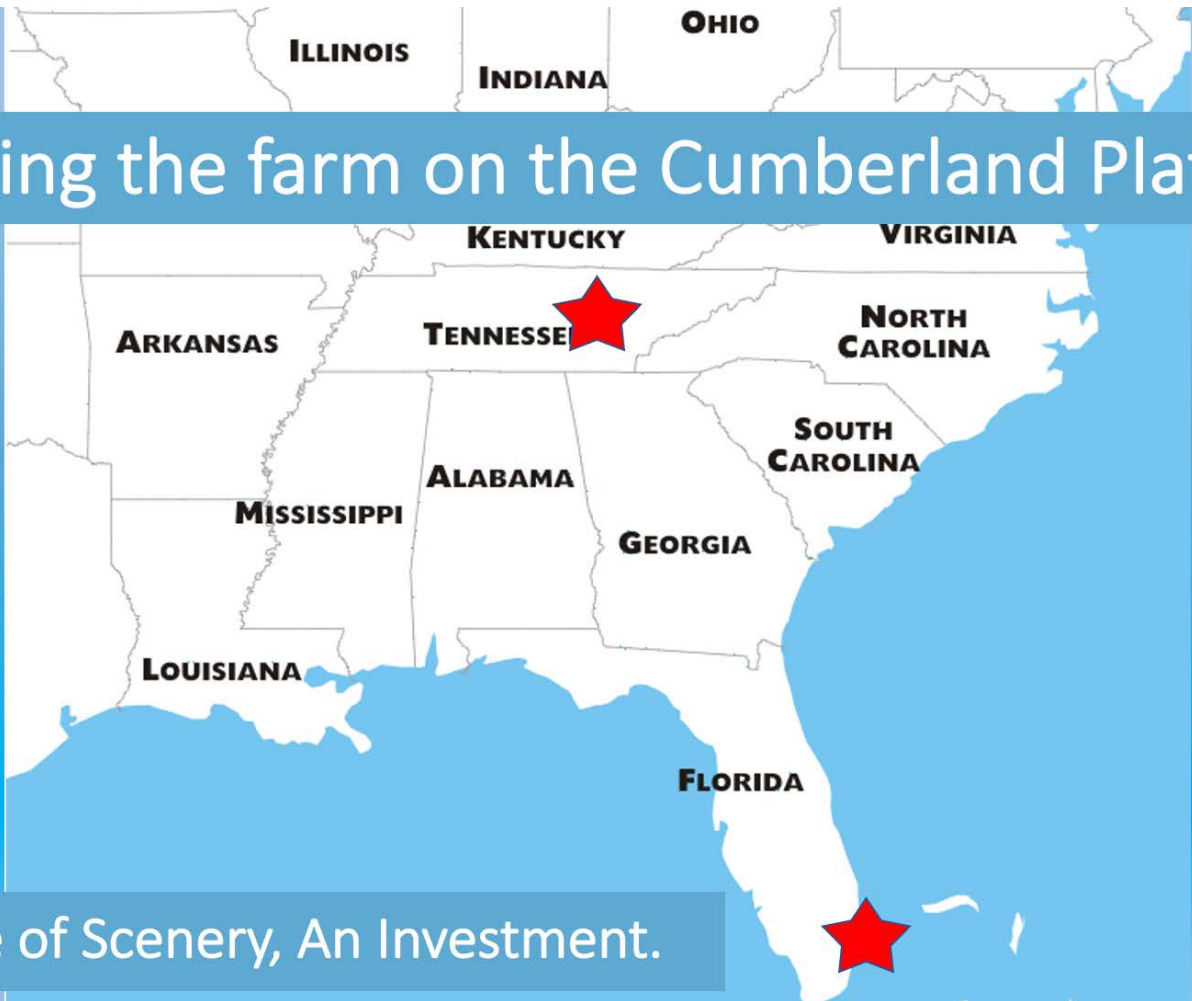 OHIO
ILLINOIS
INDIANA
ing the farm on the Cumberland Pla
KENTUCKY
VIRGINIA
NORTH
CAROLINA
ARKANSAS
TENNESSE
SOUTH
CAROLINA
ALABAMA
MISSISSIPPI
GEORGIA
LOUISIANA
FLORIDA
of Scenery, An Investment.